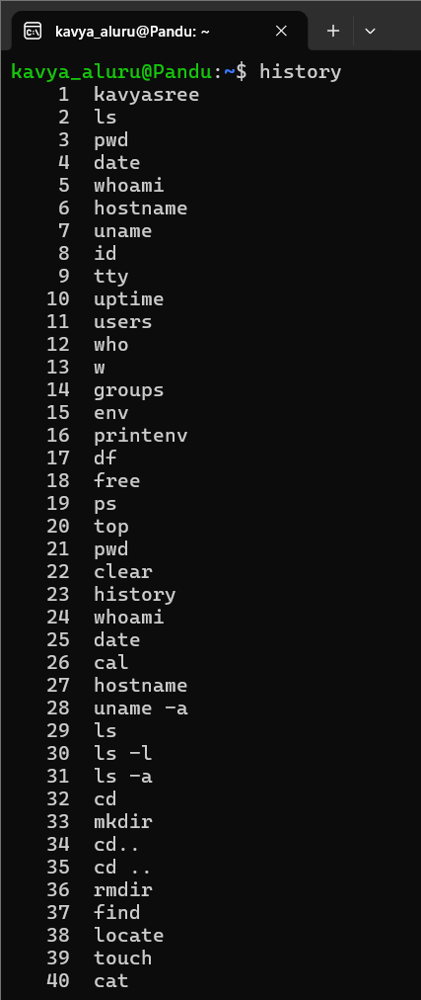 kavya_aluru@Pandu: ~
kavya_aluru@Pandu:~$ history
1 kavyasree
2 ls
3 pwd
4 date
5 whoami
6 hostname
7 uname
8 id
9 tty
10 uptime
11 users
12 who
13 w
14 groups
15 env
16 printenv
17 df
18 free
19 ps
20 top
21 pwd
22 clear
23 history
24 whoami
25 date
26 cal
27 hostname
28 uname -a
29 ls
30 ls -l
31 ls -a
32 cd
33 mkdir
34 cd..
35 cd ..
36 rmdir
37 find
38 locate
39 touch
40 cat